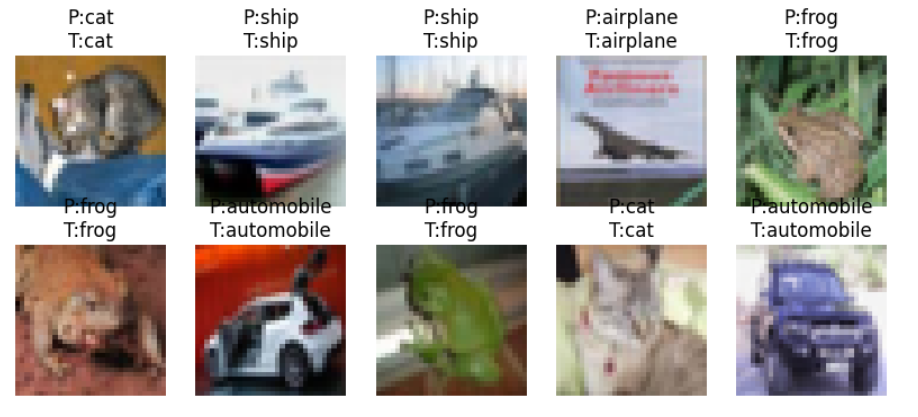 P:cat
T:cat
P:ship
T:ship
P:ship
T:ship
P:airplane
T:airplane
P:frog
T:frog
P:frog
T:frog
P:automobile
T:automobile
P:frog
T:frog
P:cat
T:cat
P:automobile
T:automobile